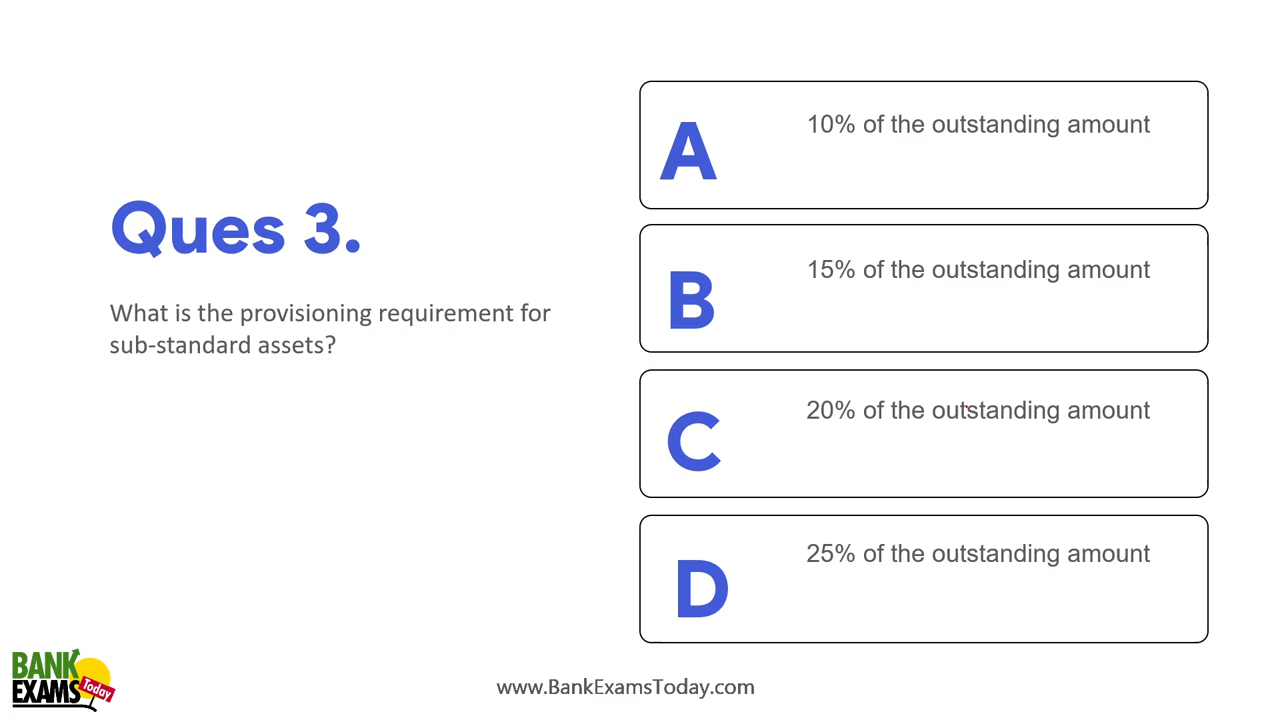 Ques 3.
What is the provisioning requirement for
sub-standard assets?
A
10% of the outstanding amount
B
15% of the outstanding amount
C
20% of the outstanding amount
D
25% of the outstanding amount
BANK
EXAMS
Today
www.BankExamsToday.com